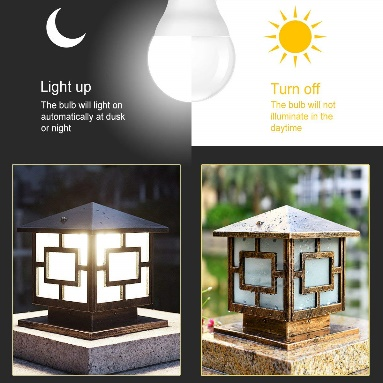 Light up
The bulb will light on
automatically at dusk
or night
Turn off
The bulb will not
illuminate in the
daytime